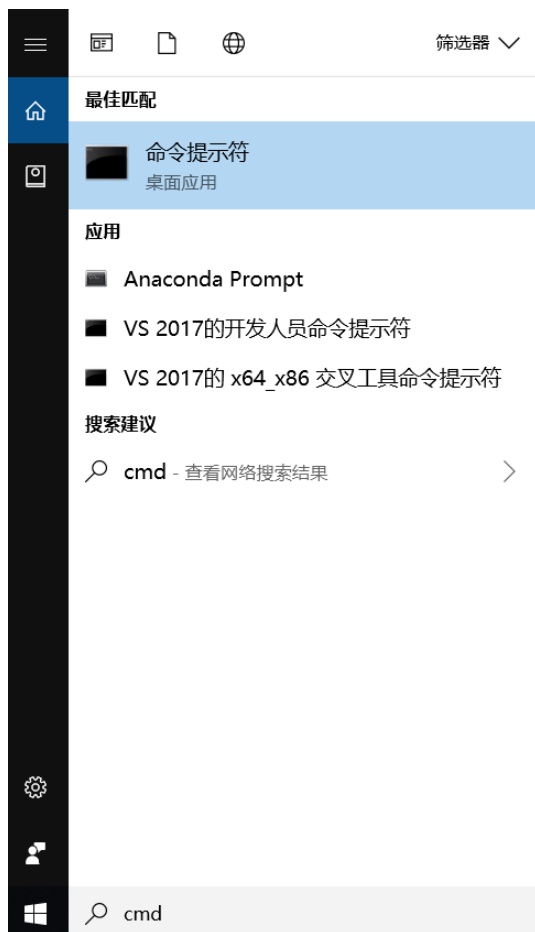 筛选器
最佳匹配
命令提示符
桌面应用
应用
Anaconda Prompt
VS 2017的开发人员命令提示符
VS 2017的 x64_x86 交叉工具命令提示符
搜索建议
cmd - 查看网络搜索结果
cmd